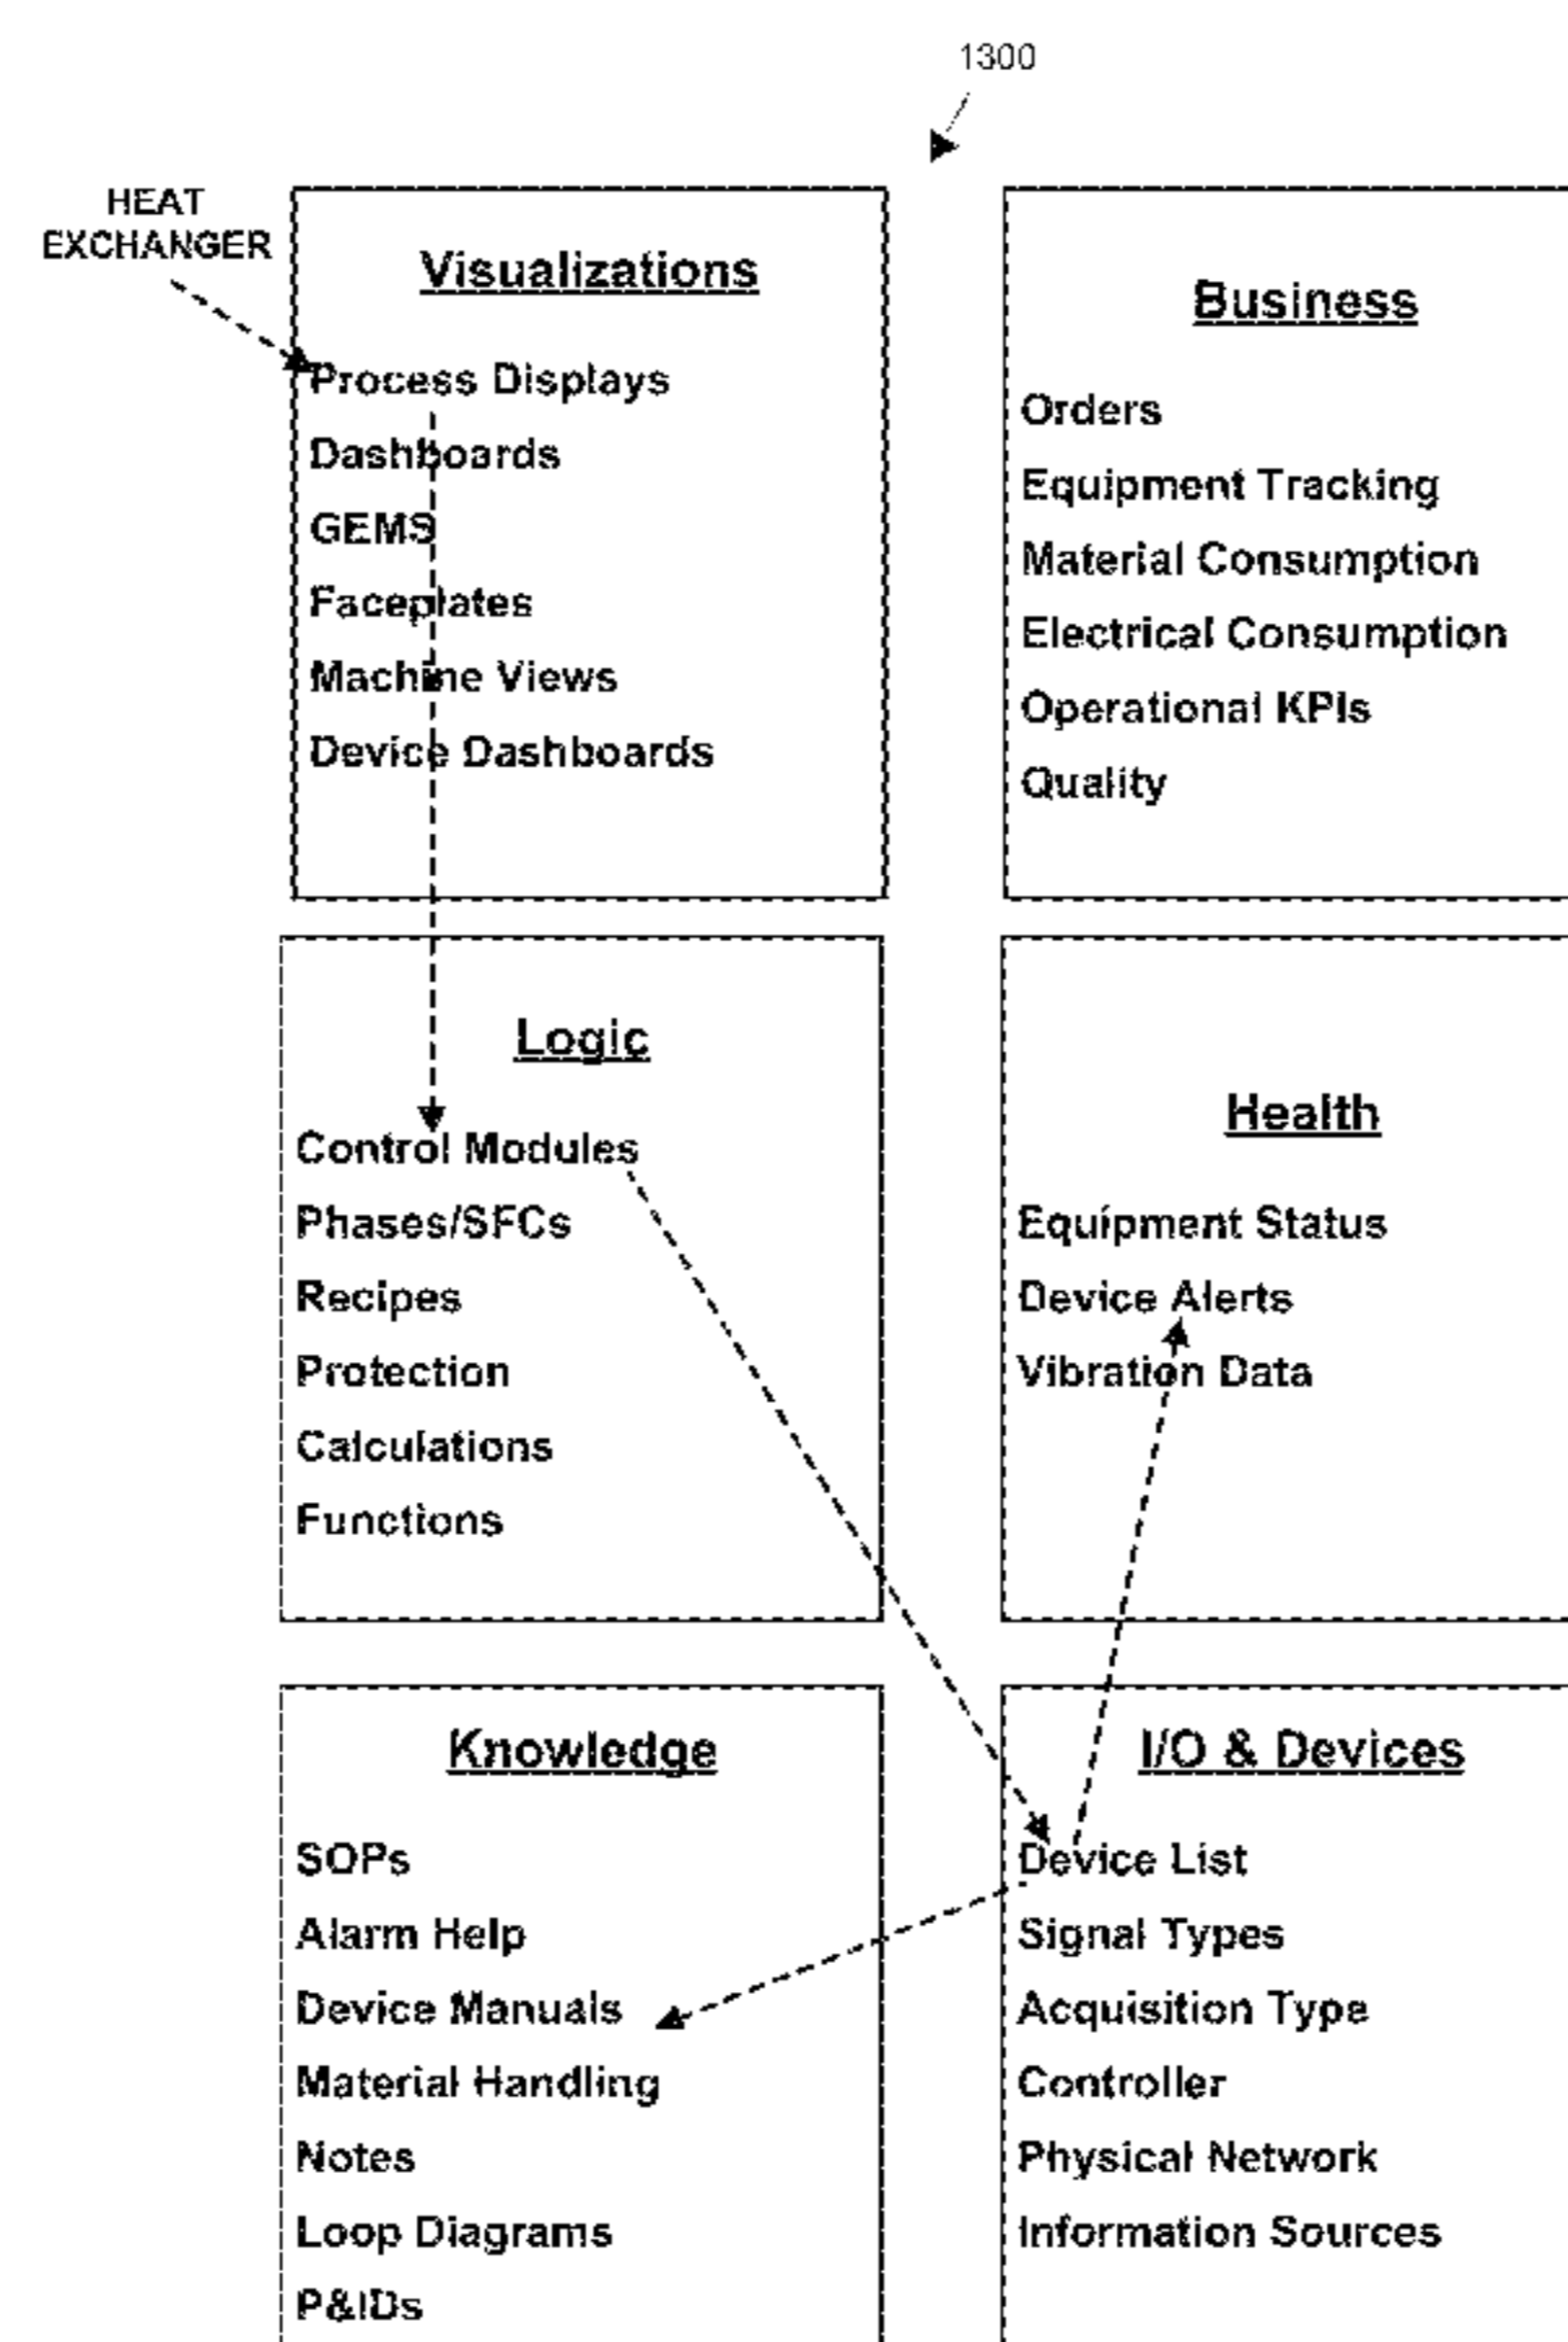 1300
HEAT
EXCHANGER
Visualizations
Process Displays
Dashboards
GEMS
Faceplates
Machine Views
Device Dashboards
Business
Orders
Equipment Tracking
Material Consumption
Electrical Consumption
Operational KPIs
Quality
Logic
Control Modules
Phases/SFCs
Recipes
Protection
Calculations
Functions
Health
Equipment Status
Device Alerts
Vibration Data
Knowledge
SOPs
Alarm Help
Device Manuals
Material Handling
Notes
Loop Diagrams
P&IDs
I/O & Devices
Device List
Signal Types
Acquisition Type
Controller
Physical Network
Information Sources